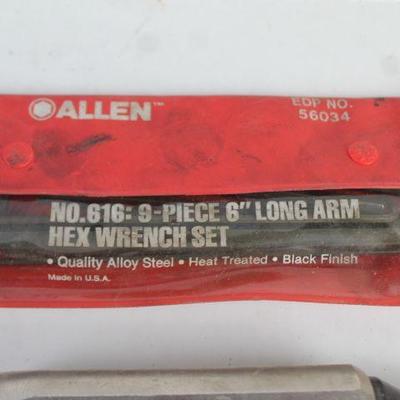 ALLEN™
EDP NO.
56034
NO. 616: 9-PIECE 6" LONG ARM
HEX WRENCH SET
• Quality Alloy Steel • Heat Treated • Black Finish
Made in U.S.A.